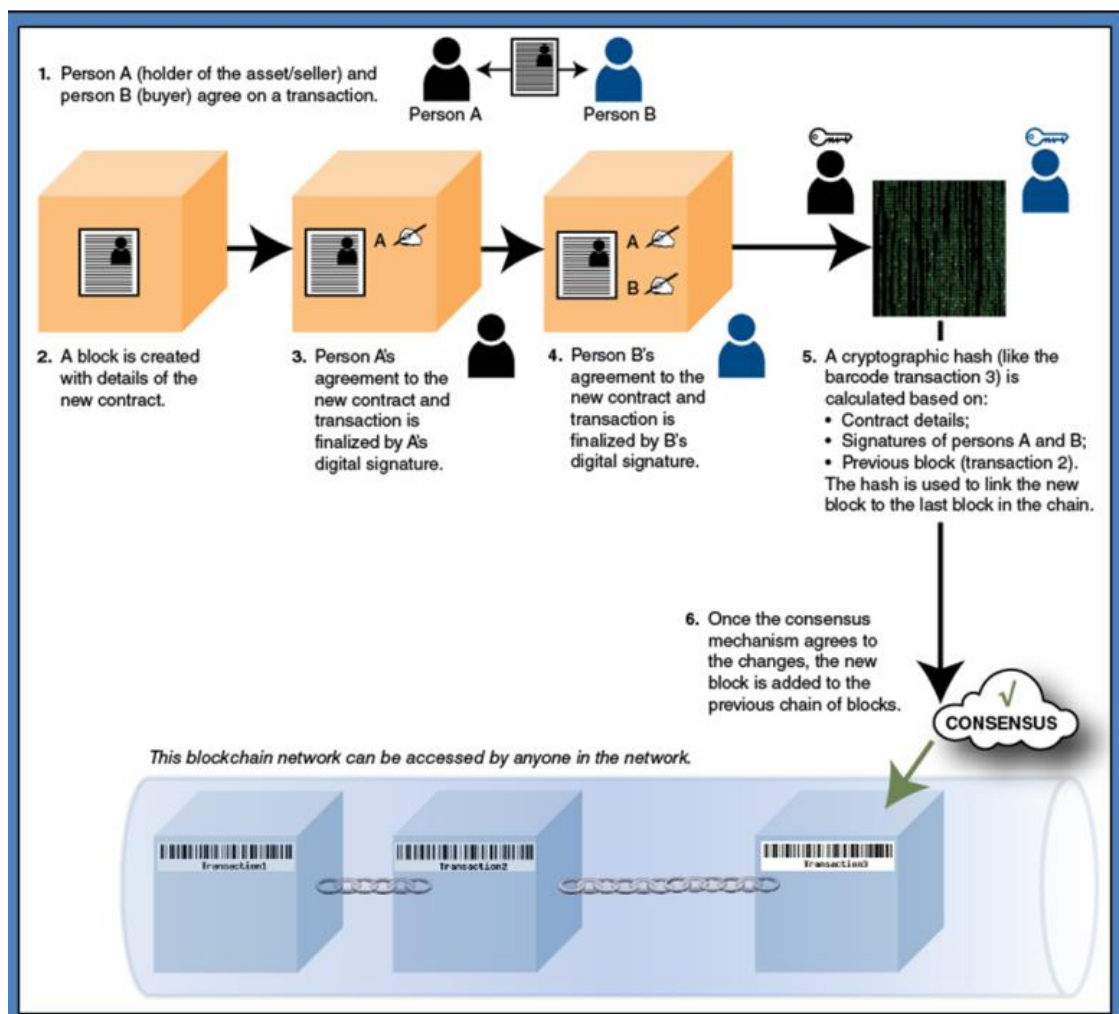 1. Person A (holder of the asset/seller) and
person B (buyer) agree on a transaction.
Person A
Person B
A
A
B
2. A block is created
with details of the
new contract.
3. Person A's
agreement to the
new contract and
transaction is
finalized by A's
digital signature.
4. Person B's
agreement to the
new contract and
transaction is
finalized by B's
digital signature.
5. A cryptographic hash (like the
barcode transaction 3) is
calculated based on:
• Contract details;
• Signatures of persons A and B;
• Previous block (transaction 2).
The hash is used to link the new
block to the last block in the chain.
6. Once the consensus
mechanism agrees to
the changes, the new
block is added to the
previous chain of blocks.
√
CONSENSUS
This blockchain network can be accessed by anyone in the network.
Transaction1
Transaction2
Transaction3